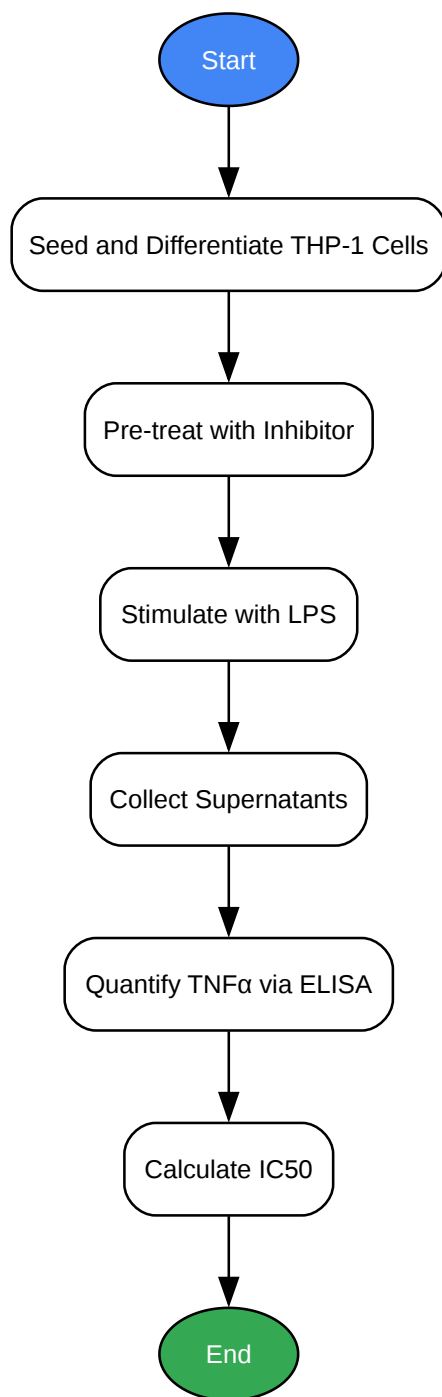 Start
Seed and Differentiate THP-1 Cells
Pre-treat with Inhibitor
Stimulate with LPS
Collect Supernatants
Quantify TNFα via ELISA
Calculate IC50
End